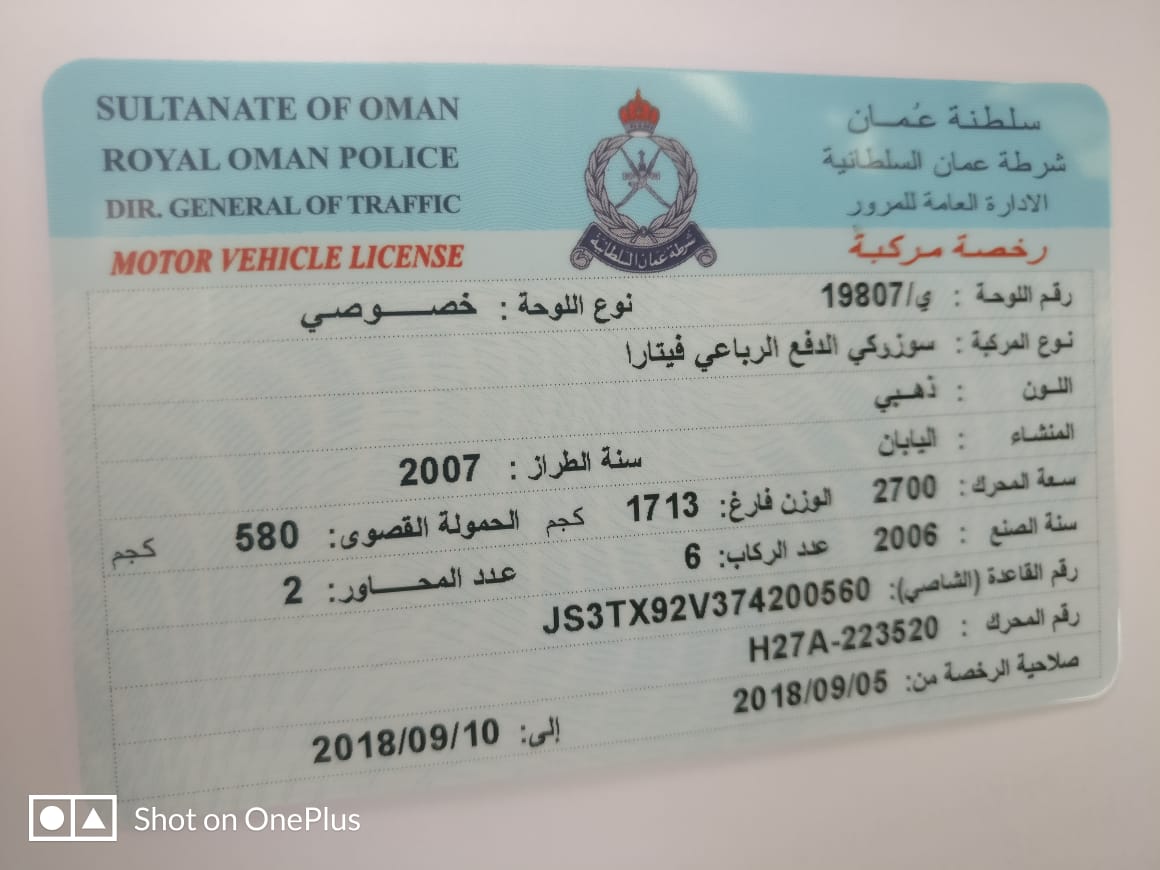 SULTANATE OF OMAN
ROYAL OMAN POLICE
DIR. GENERAL OF TRAFFIC
MOTOR VEHICLE LICENSE
سلطنة عُمـان
شرطة عمان السلطانية
الادارة العامة للمرور
رخصة مركبة
شرطة عمان السلطانية
رقم اللوحة : ي/19807 نوع اللوحة : خصـــوصي
نوع المركبة : سوزوكي الدفع الرباعي فيتارا
اللـون : ذهـبي
المنشاء : اليابان
سعة المحرك: 2700 سنة الطراز : 2007
سنة الصنع : 2006 الوزن فارغ: 1713 كجم الحمولة القصوى: 580 كجم
عدد الركاب: 6 عدد المحـــاور: 2
رقم القاعدة (الشاصي): JS3TX92V374200560
رقم المحرك : H27A-223520
صلاحية الرخصة من: 2018/09/05 إلى: 2018/09/10
Shot on OnePlus